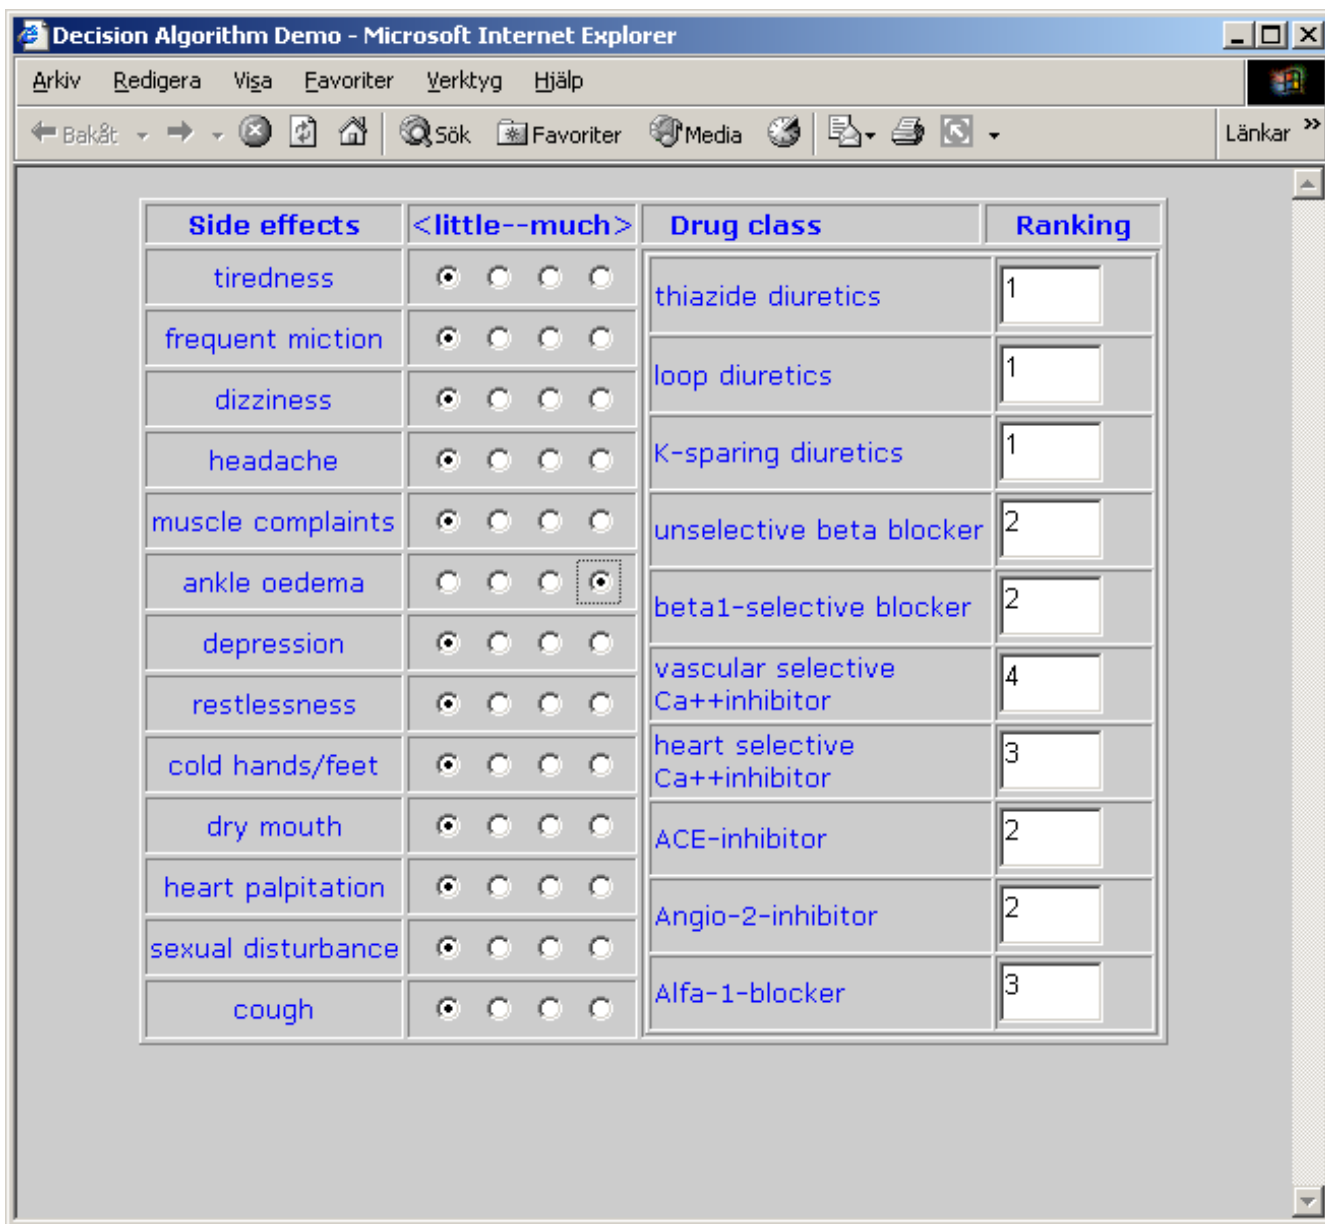 Decision Algorithm Demo - Microsoft Internet Explorer
Arkiv Redigera Visa Favoriter Verktyg Hjälp
Bakåt Sök Favoriter Media Länkar »
Side effects <little--much> Drug class Ranking
tiredness
frequent miction
dizziness
headache
muscle complaints
ankle oedema
depression
restlessness
cold hands/feet
dry mouth
heart palpitation
sexual disturbance
cough
thiazide diuretics 1
loop diuretics 1
K-sparing diuretics 1
unselective beta blocker 2
beta1-selective blocker 2
vascular selective
Ca++inhibitor 4
heart selective
Ca++inhibitor 3
ACE-inhibitor 2
Angio-2-inhibitor 2
Alfa-1-blocker 3